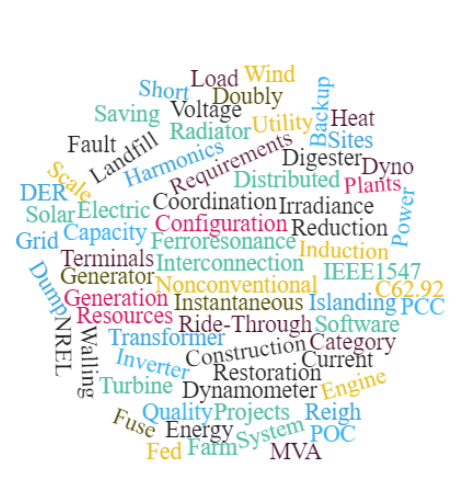 Load Wind
Short Doubly
Saving Voltage Backup Heat
Fault Landfill Radiator Utility Sites
Harmonics Requirements Digester Dyno
Scale Distributed Plants
DER Coordination Irradiance Power
Solar Electric Configuration Reduction
Grid Capacity Ferroresonance Induction
Terminals Interconnection IEEE1547
Dump Generator Nonconventional C62.92
Generation Instantaneous Islanding PCC
Resources Ride-Through Software
NREL Walling Transformer Construction Category
Inverter Restoration Current
Turbine Dynamometer Engine
Fuse Quality Projects Reigh
Energy System POC
Fed Farm MVA